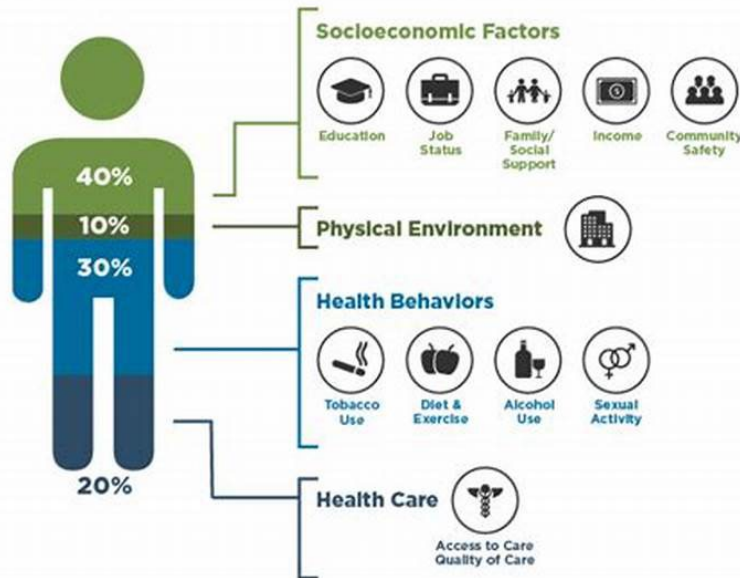 Socioeconomic Factors
Education
Job
Status
Family/
Social
Support
Income
Community
Safety
40%
10%
Physical Environment
30%
Health Behaviors
Tobacco
Use
Diet &
Exercise
Alcohol
Use
Sexual
Activity
20%
Health Care
Access to Care
Quality of Care